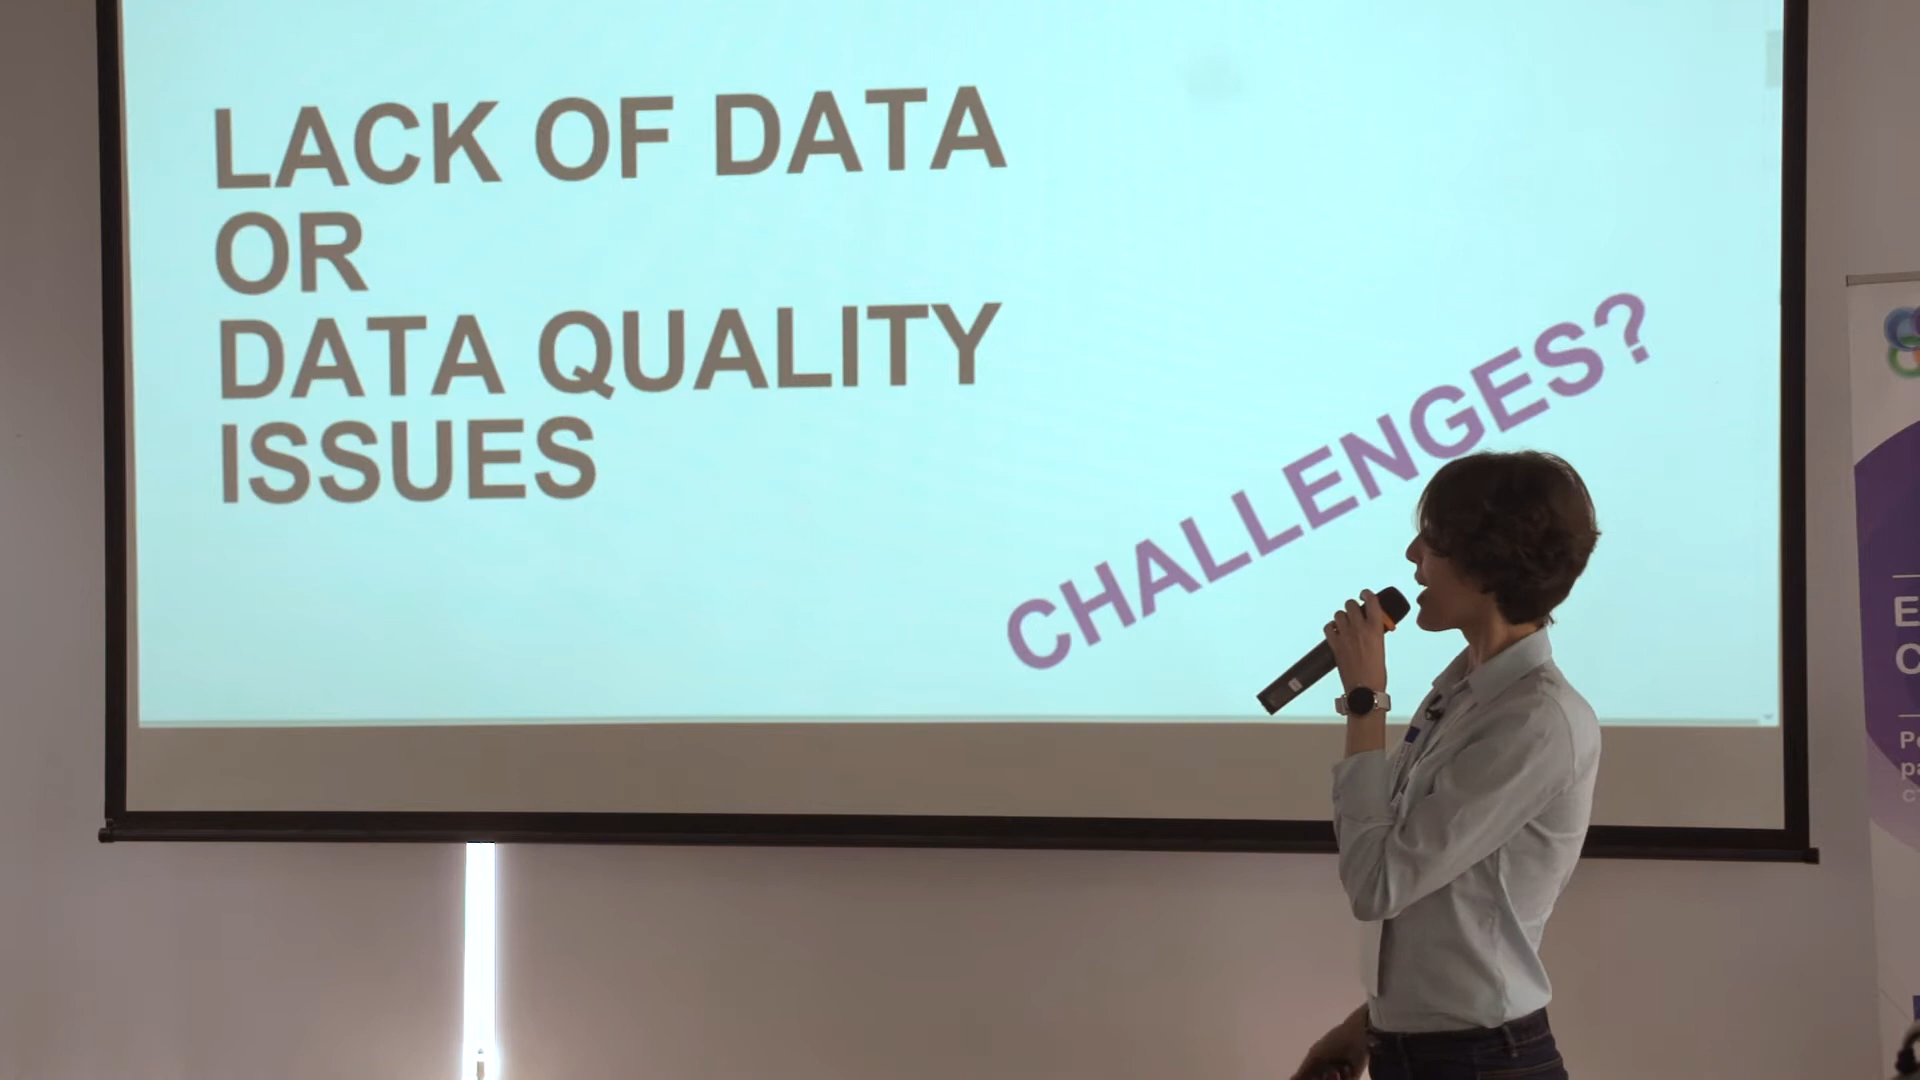 LACK OF DATA
OR
DATA QUALITY
ISSUES
CHALLENGES?